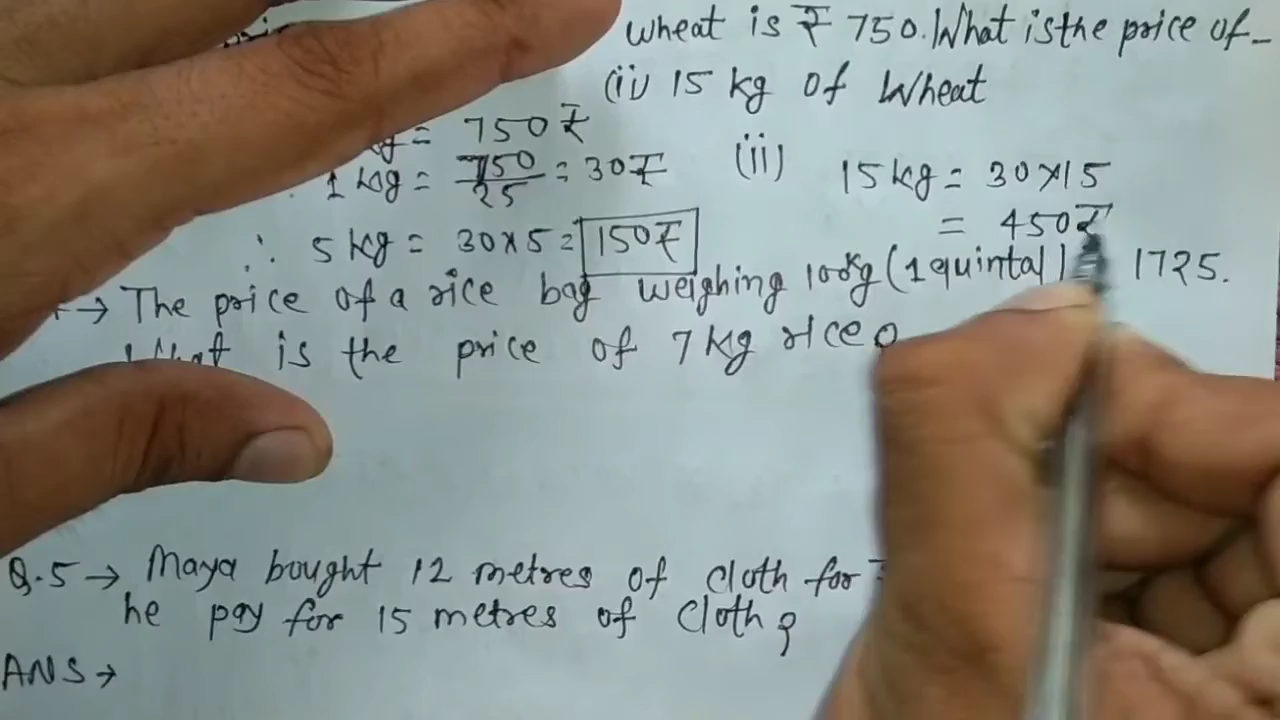 wheat is ₹ 750. What is the price of -
(ii) 15 kg of Wheat
= 750 ₹
1 kg = 750/25 = 30₹
(ii) 15 kg = 30×15
= 450₹
∴ 5 kg = 30×5 = 150₹
→ The price of a rice bag weighing 100kg (1 quintal) 1725.
What is the price of 7 kg rice
Q.5 → Maya bought 12 metres of cloth for
he pay for 15 metres of cloth ?
ANS →